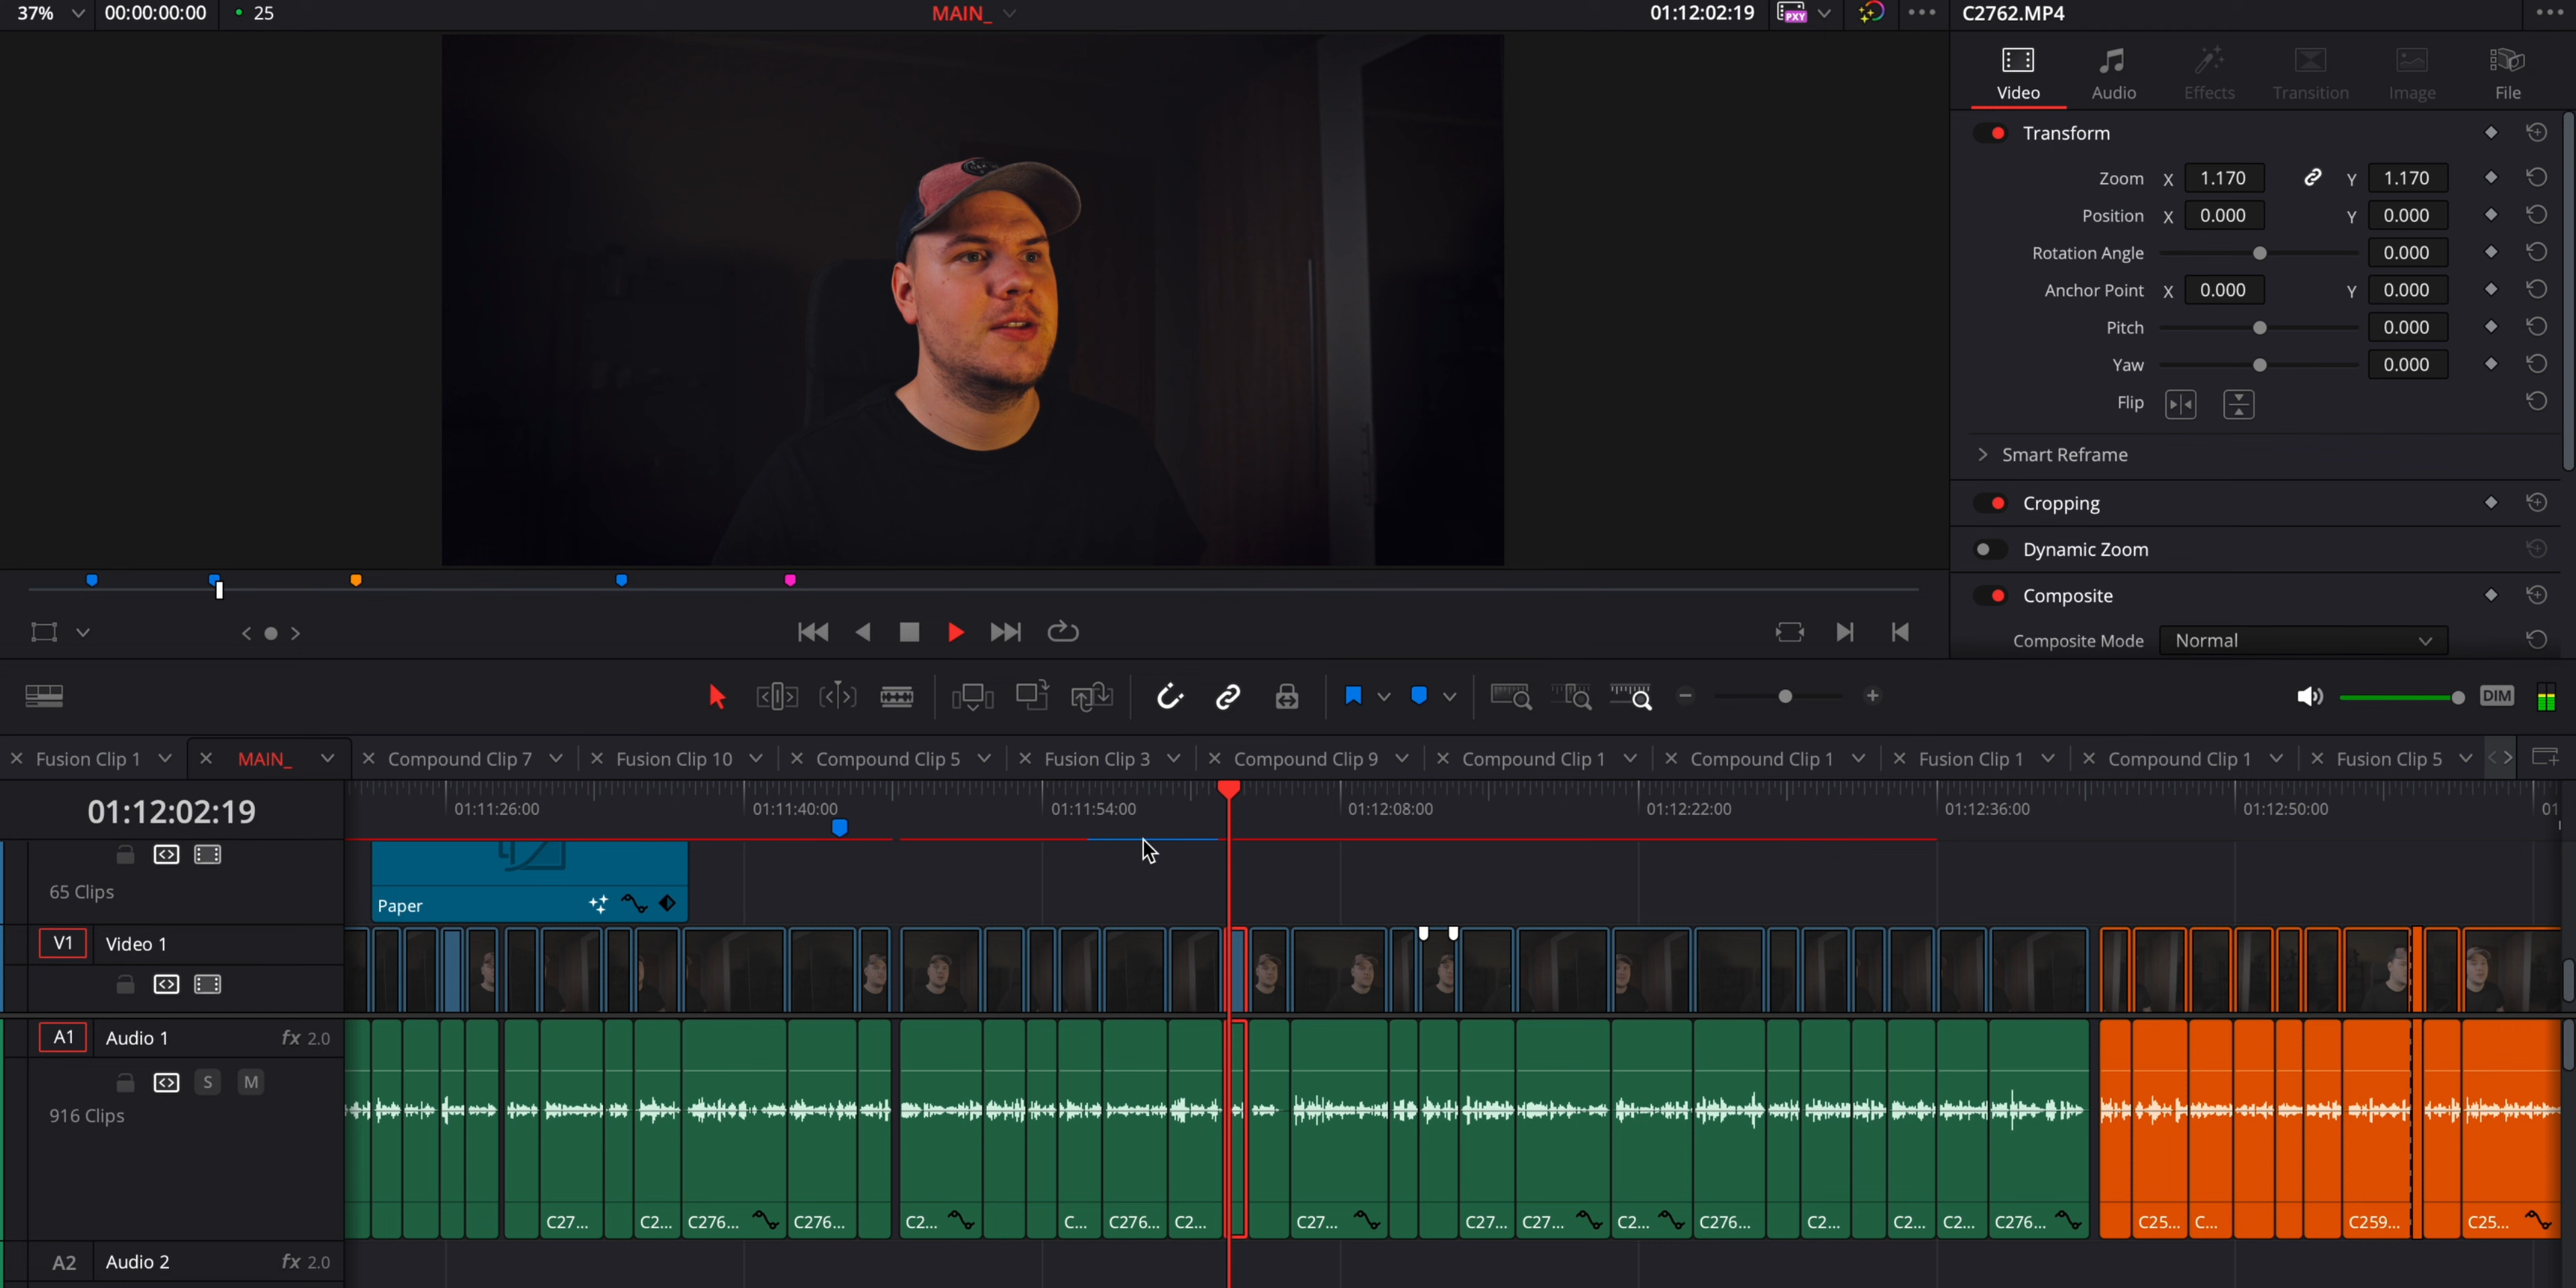 37% 00:00:00:00 25 MAIN_ 01:12:02:19 PXY C2762.MP4
Video Audio Effects Transition Image File
Transform
Zoom X 1.170 Y 1.170
Position X 0.000 Y 0.000
Rotation Angle 0.000
Anchor Point X 0.000 Y 0.000
Pitch 0.000
Yaw 0.000
Flip
Smart Reframe
Cropping
Dynamic Zoom
Composite
Composite Mode Normal
DIM
Fusion Clip 1 MAIN_ Compound Clip 7 Fusion Clip 10 Compound Clip 5 Fusion Clip 3 Compound Clip 9 Compound Clip 1 Compound Clip 1 Fusion Clip 1 Compound Clip 1 Fusion Clip 5
01:12:02:19 01:11:26:00 01:11:40:00 01:11:54:00 01:12:08:00 01:12:22:00 01:12:36:00 01:12:50:00 01:
65 Clips
Paper
V1 Video 1
A1 Audio 1 fx 2.0
S M
916 Clips
C27... C2... C276... C276... C2... C... C276... C2... C27... C27... C27... C2... C276... C2... C2... C2... C276... C25... C... C259... C25...
A2 Audio 2 fx 2.0